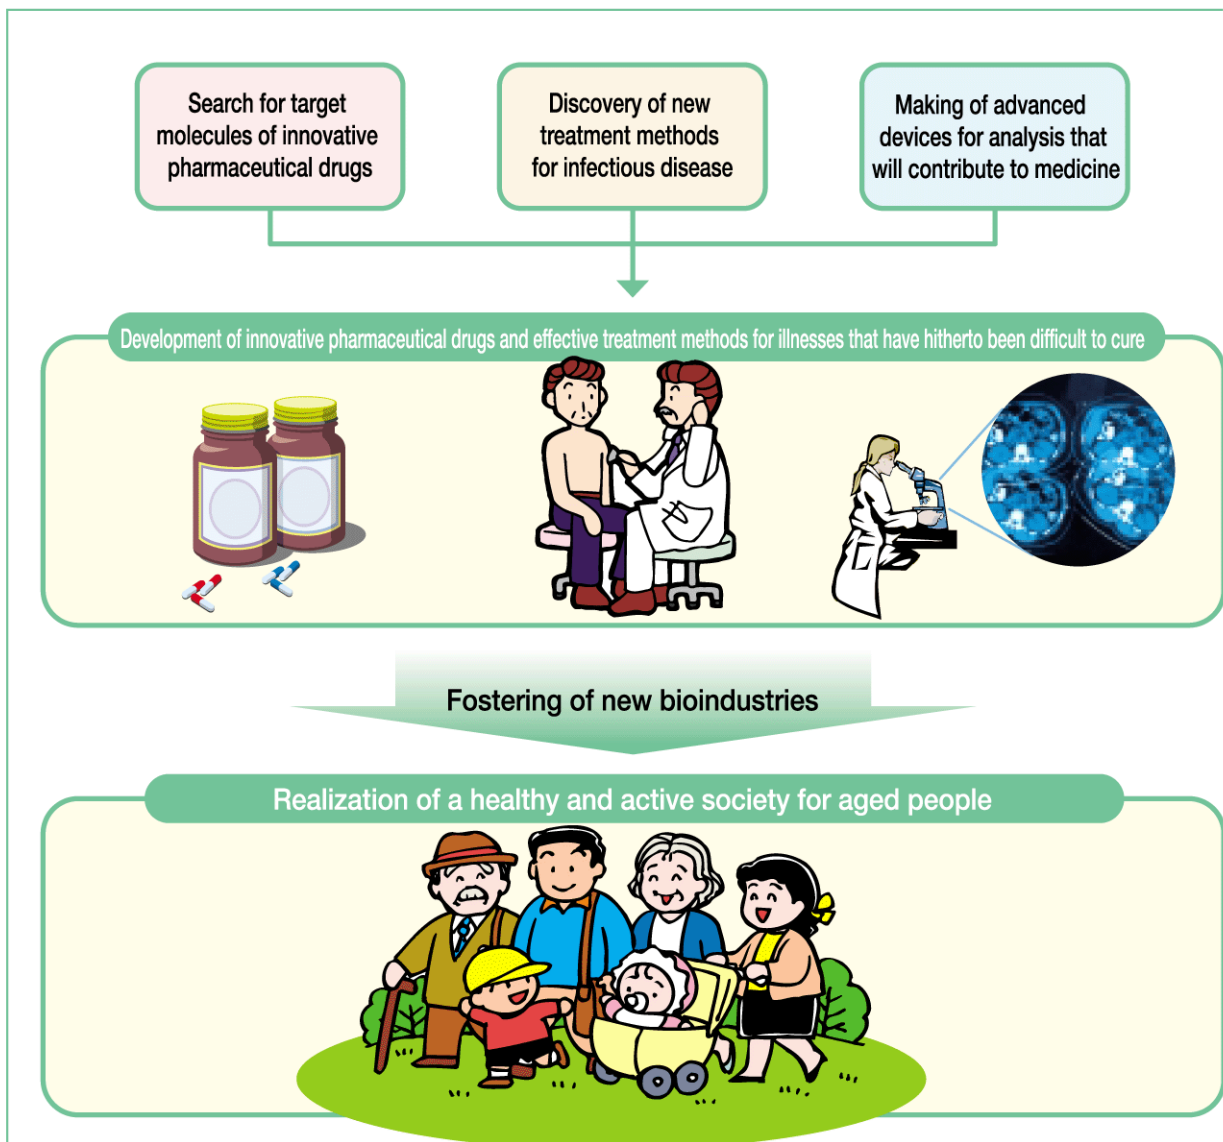 Search for target
molecules of innovative
pharmaceutical drugs
Discovery of new
treatment methods
for infectious disease
Making of advanced
devices for analysis that
will contribute to medicine
Development of innovative pharmaceutical drugs and effective treatment methods for illnesses that have hitherto been difficult to cure
Fostering of new bioindustries
Realization of a healthy and active society for aged people